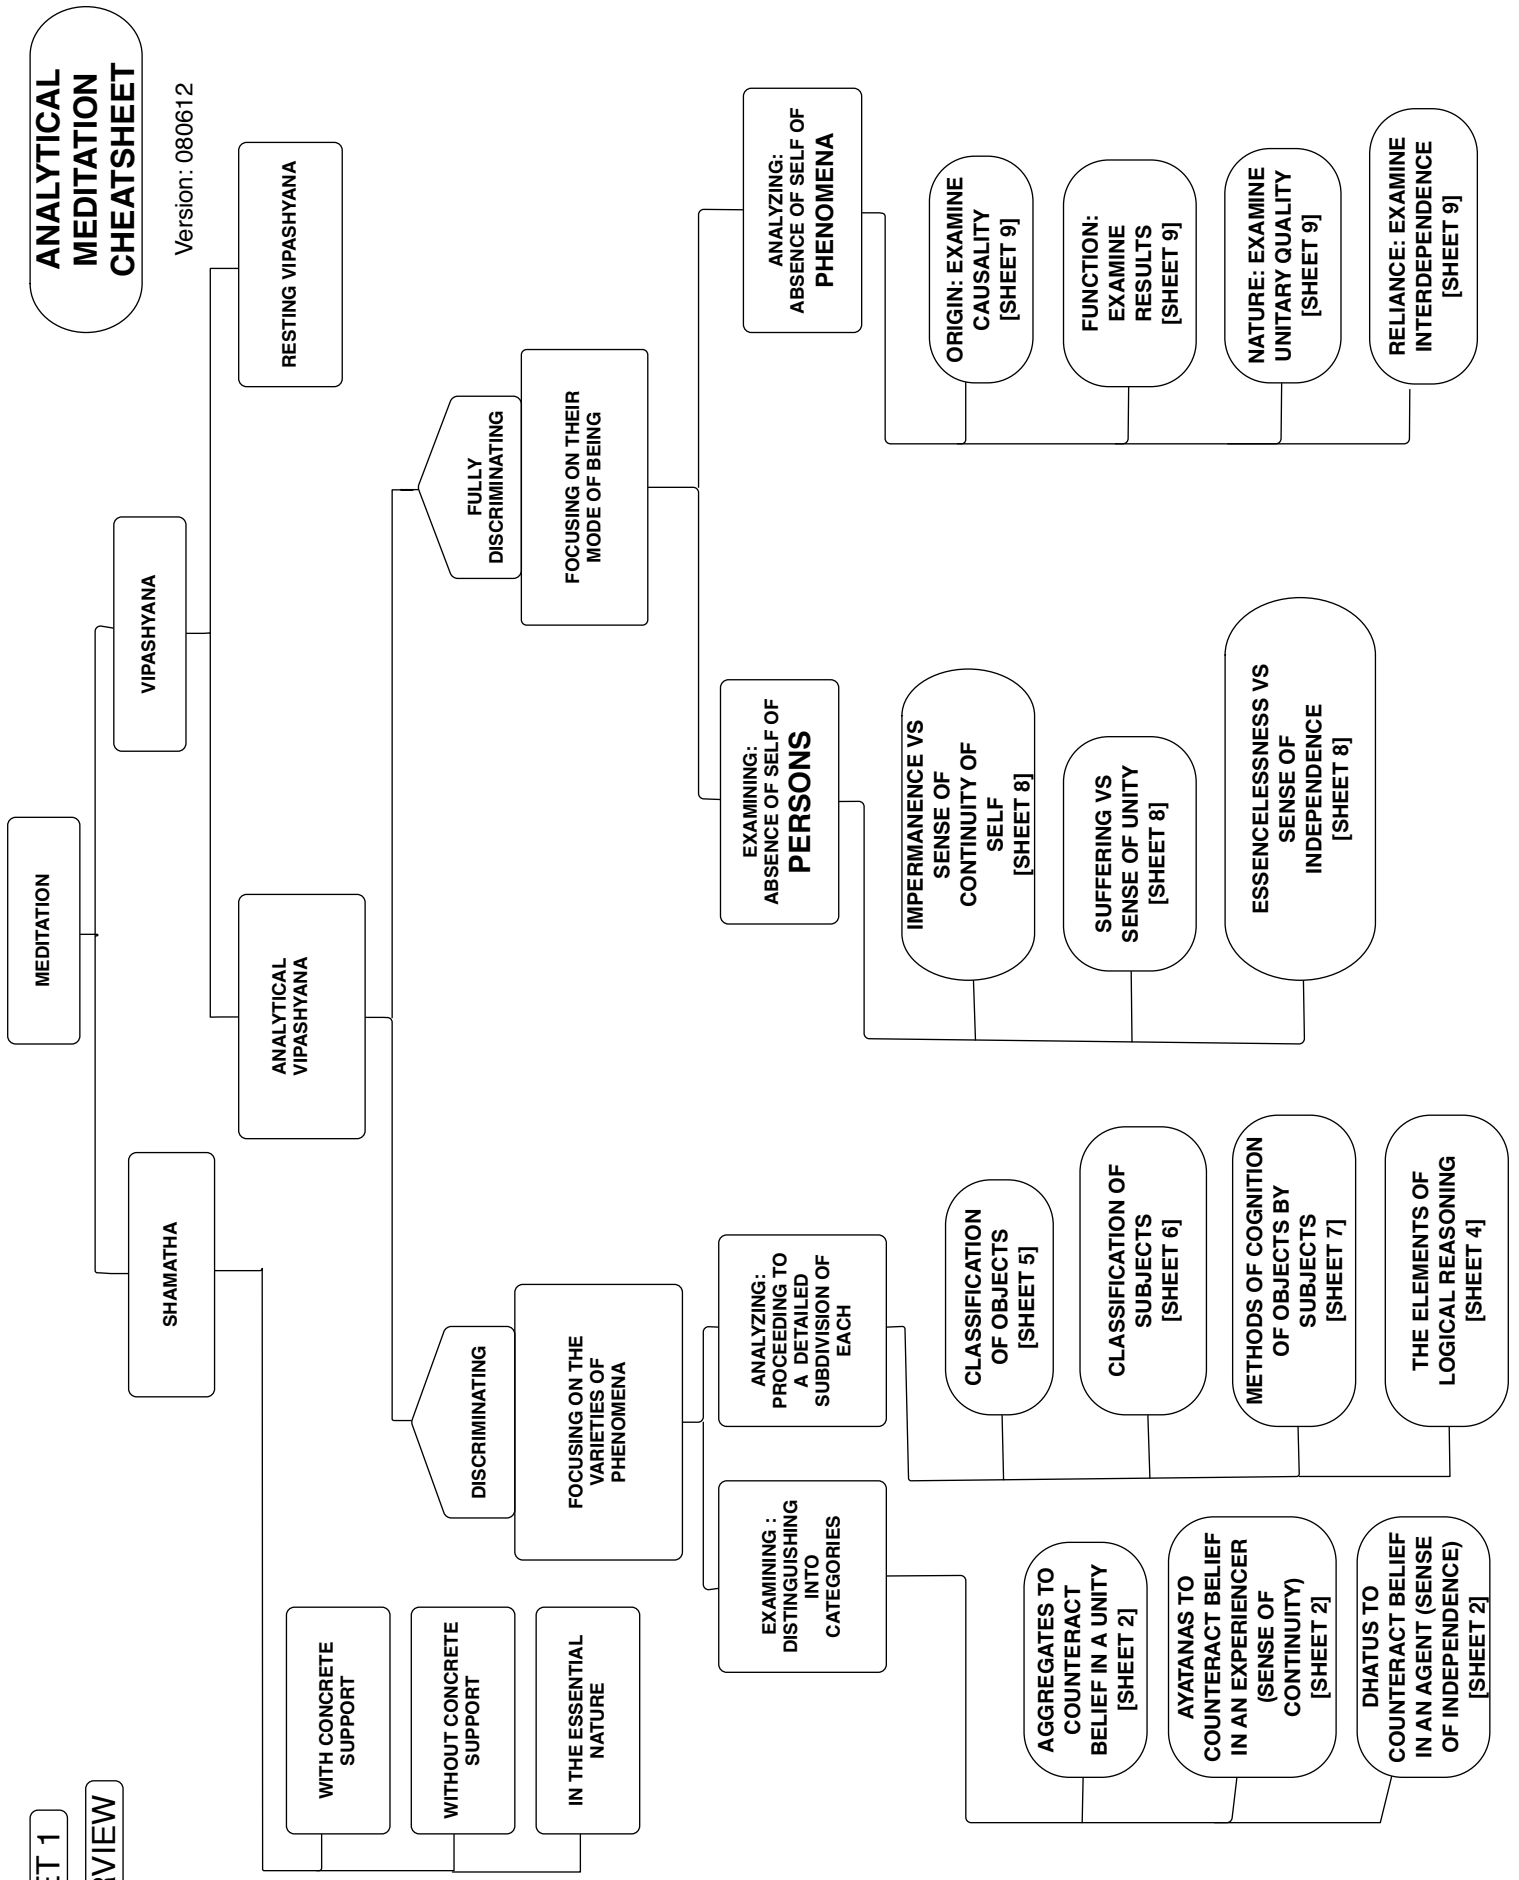 ET 1
RVIEW
ANALYTICAL
MEDITATION
CHEATSHEET
Version: 080612
MEDITATION
SHAMATHA
VIPASHYANA
WITH CONCRETE
SUPPORT
WITHOUT CONCRETE
SUPPORT
IN THE ESSENTIAL
NATURE
ANALYTICAL
VIPASHYANA
RESTING VIPASHYANA
DISCRIMINATING
FOCUSING ON THE
VARIETIES OF
PHENOMENA
FULLY
DISCRIMINATING
FOCUSING ON THEIR
MODE OF BEING
EXAMINING :
DISTINGUISHING
INTO
CATEGORIES
AGGREGATES TO
COUNTERACT
BELIEF IN A UNITY
[SHEET 2]
AYATANAS TO
COUNTERACT BELIEF
IN AN EXPERIENCER
(SENSE OF
CONTINUITY)
[SHEET 2]
DHATUS TO
COUNTERACT BELIEF
IN AN AGENT (SENSE
OF INDEPENDENCE)
[SHEET 2]
ANALYZING:
PROCEEDING TO
A DETAILED
SUBDIVISION OF
EACH
CLASSIFICATION
OF OBJECTS
[SHEET 5]
CLASSIFICATION OF
SUBJECTS
[SHEET 6]
METHODS OF COGNITION
OF OBJECTS BY
SUBJECTS
[SHEET 7]
THE ELEMENTS OF
LOGICAL REASONING
[SHEET 4]
EXAMINING:
ABSENCE OF SELF OF
PERSONS
IMPERMANENCE VS
SENSE OF
CONTINUITY OF
SELF
[SHEET 8]
SUFFERING VS
SENSE OF UNITY
[SHEET 8]
ESSENCELESSNESS VS
SENSE OF
INDEPENDENCE
[SHEET 8]
ANALYZING:
ABSENCE OF SELF OF
PHENOMENA
ORIGIN: EXAMINE
CAUSALITY
[SHEET 9]
FUNCTION:
EXAMINE
RESULTS
[SHEET 9]
NATURE: EXAMINE
UNITARY QUALITY
[SHEET 9]
RELIANCE: EXAMINE
INTERDEPENDENCE
[SHEET 9]